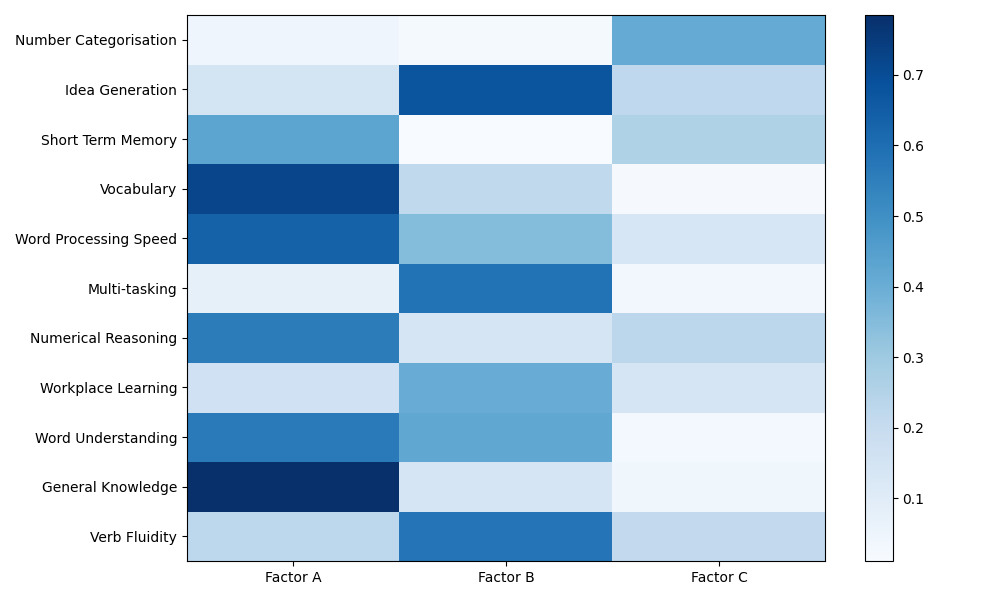 Number Categorisation
Idea Generation
Short Term Memory
Vocabulary
Word Processing Speed
Multi-tasking
Numerical Reasoning
Workplace Learning
Word Understanding
General Knowledge
Verb Fluidity
Factor A
Factor B
Factor C
0.7
0.6
0.5
0.4
0.3
0.2
0.1